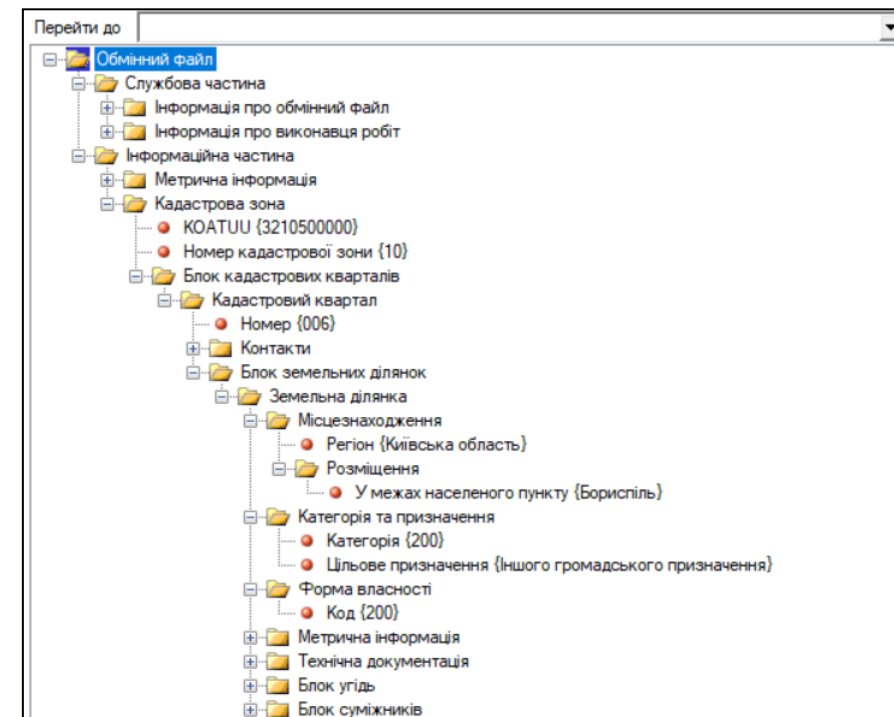 Перейти до
Обмінний файл
Службова частина
Інформація про обмінний файл
Інформація про виконавця робіт
Інформаційна частина
Метрична інформація
Кадастрова зона
KOATUU {3210500000}
Номер кадастрової зони {10}
Блок кадастрових кварталів
Кадастровий квартал
Номер {006}
Контакти
Блок земельних ділянок
Земельна ділянка
Місцезнаходження
Регіон {Київська область}
Розміщення
У межах населеного пункту {Бориспіль}
Категорія та призначення
Категорія {200}
Цільове призначення {Іншого громадського призначення}
Форма власності
Код {200}
Метрична інформація
Технічна документація
Блок угідь
Блок суміжників